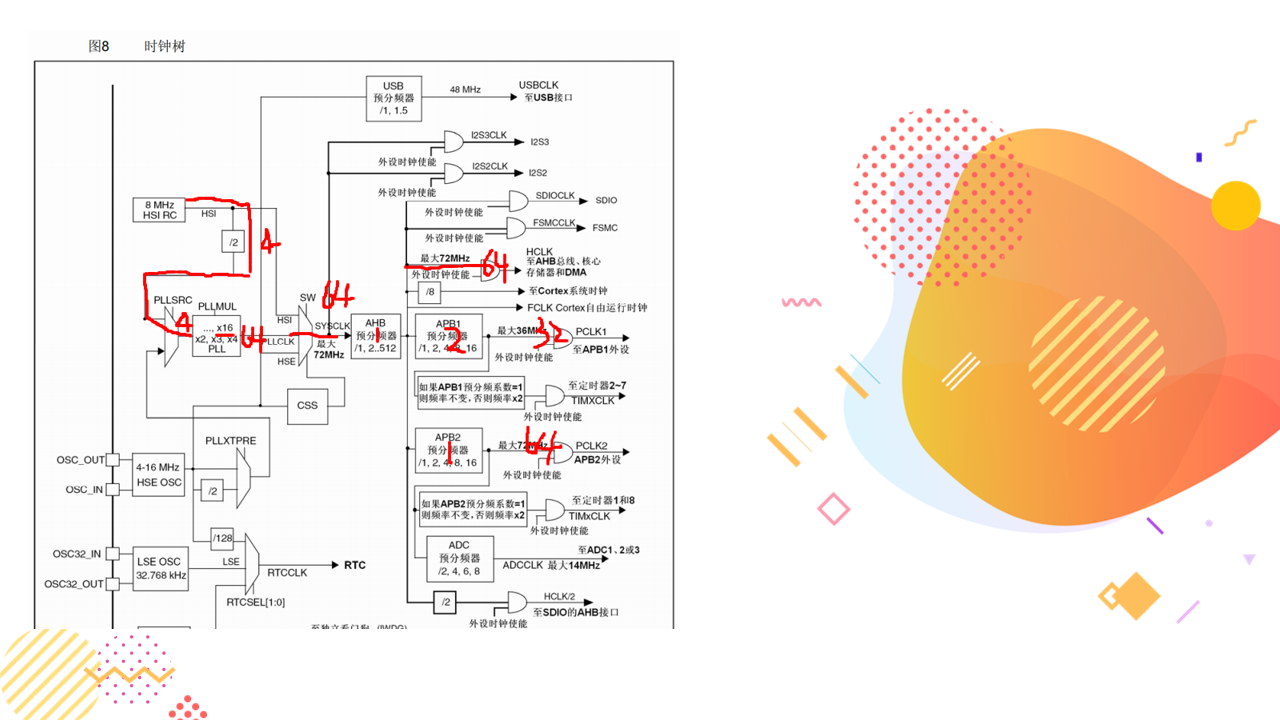 图8 时钟树
USB
预分频器
/1, 1.5
48 MHz
USBCLK
至USB接口
I2S3CLK
I2S3
外设时钟使能
I2S2CLK
I2S2
外设时钟使能
8 MHz
HSI RC
HSI
/2
4
SDIOCLK
SDIO
外设时钟使能
FSMCCLK
FSMC
外设时钟使能
最大72MHz
64
HCLK
至AHB总线、核心
存储器和DMA
外设时钟使能
/8
至Cortex系统时钟
FCLK Cortex自由运行时钟
PLLSRC
4
PLLMUL
..., x16
x2, x3, x4
PLL
64
SW
64
HSI
PLLCLK
HSE
SYSCLK
最大
72MHz
AHB
预分频器
/1, 2..512
1
APB1
预分频器
/1, 2, 4, 8, 16
2
最大36MHz
32
PCLK1
至APB1外设
外设时钟使能
如果APB1预分频系数=1
则频率不变，否则频率x2
至定时器2~7
TIMXCLK
外设时钟使能
CSS
APB2
预分频器
/1, 2, 4, 8, 16
1
最大72MHz
64
PCLK2
APB2外设
外设时钟使能
如果APB2预分频系数=1
则频率不变，否则频率x2
至定时器1和8
TIMxCLK
外设时钟使能
PLLXTPRE
OSC_OUT
OSC_IN
4-16 MHz
HSE OSC
/2
ADC
预分频器
/2, 4, 6, 8
至ADC1、2或3
ADCCLK 最大14MHz
/128
OSC32_IN
OSC32_OUT
LSE OSC
32.768 kHz
LSE
RTCCLK
RTC
RTCSEL[1:0]
/2
HCLK/2
至SDIO的AHB接口
外设时钟使能